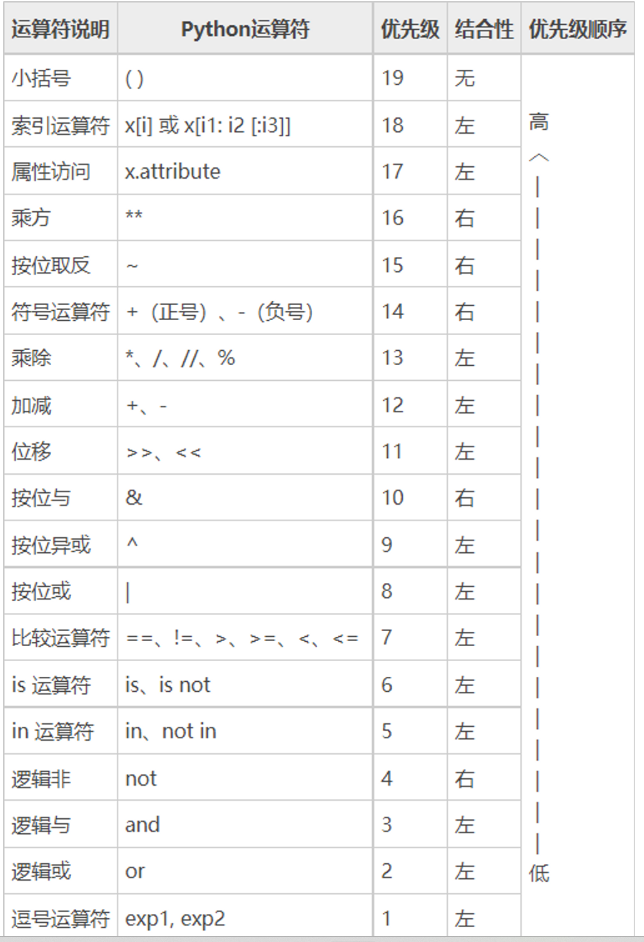 运算符说明 Python运算符 优先级 结合性 优先级顺序
小括号 ( ) 19 无
索引运算符 x[i] 或 x[i1: i2 [:i3]] 18 左 高
属性访问 x.attribute 17 左
乘方 ** 16 右
按位取反 ~ 15 右
符号运算符 +（正号）、-（负号） 14 右
乘除 *、/、//、% 13 左
加减 +、- 12 左
位移 >>、<< 11 左
按位与 & 10 右
按位异或 ^ 9 左
按位或 | 8 左
比较运算符 ==、!=、>、>=、<、<= 7 左
is 运算符 is、is not 6 左
in 运算符 in、not in 5 左
逻辑非 not 4 右
逻辑与 and 3 左
逻辑或 or 2 左 低
逗号运算符 exp1, exp2 1 左